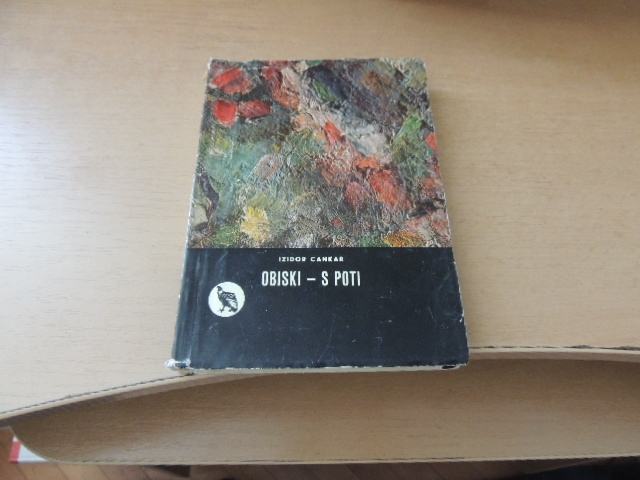 IZIDOR CANKAR
OBISKI – S POTI